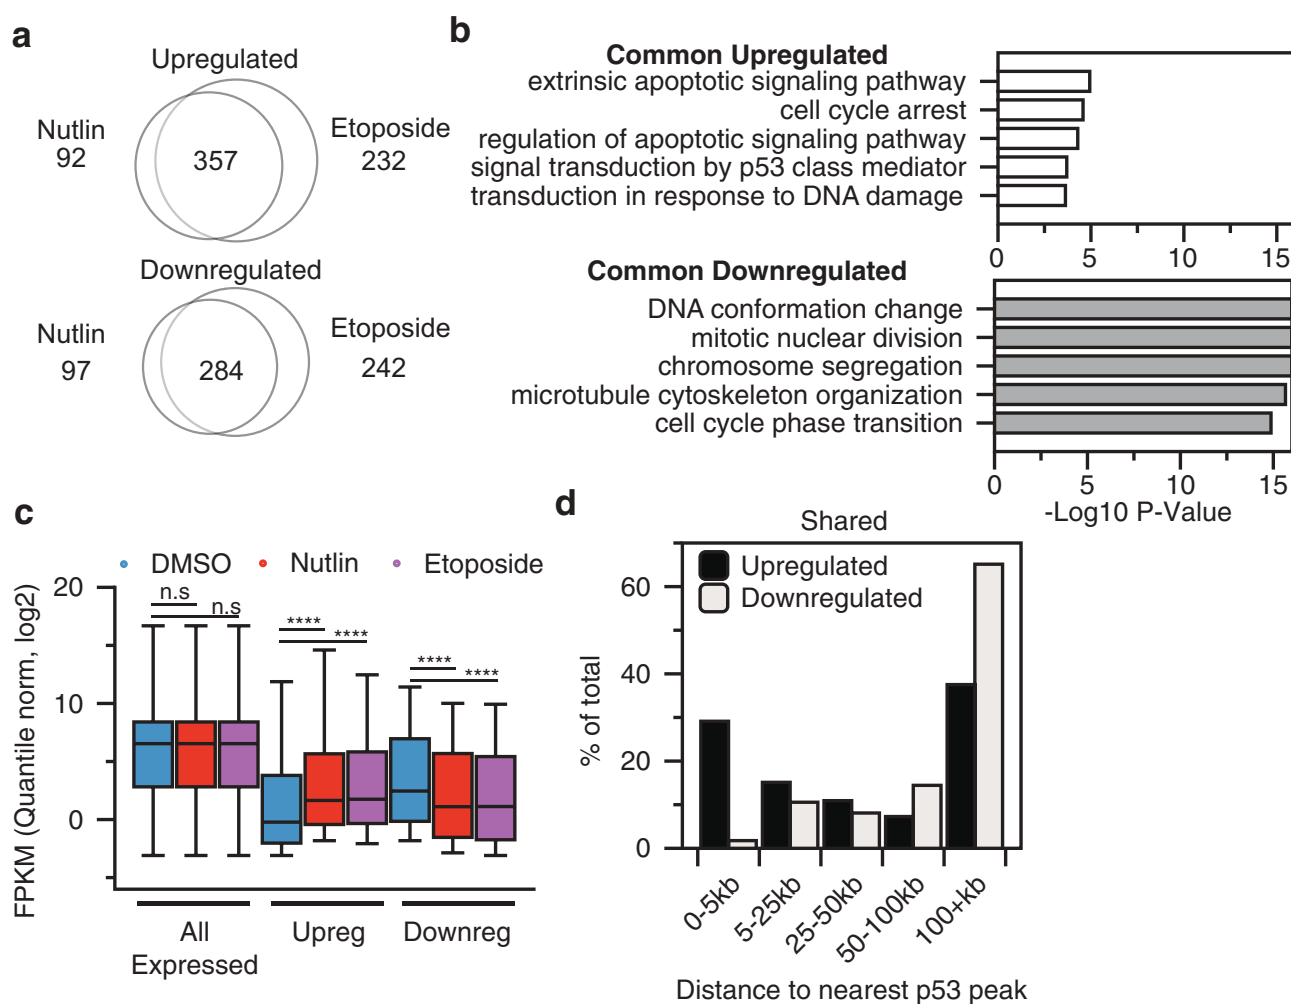 a
Upregulated
Nutlin
92
357
Etoposide
232
Downregulated
Nutlin
97
284
Etoposide
242
b
Common Upregulated
extrinsic apoptotic signaling pathway
cell cycle arrest
regulation of apoptotic signaling pathway
signal transduction by p53 class mediator
transduction in response to DNA damage
0 5 10 15
Common Downregulated
DNA conformation change
mitotic nuclear division
chromosome segregation
microtubule cytoskeleton organization
cell cycle phase transition
0 5 10 15
-Log10 P-Value
c
DMSO Nutlin Etoposide
FPKM (Quantile norm, log2)
20
10
0
n.s
n.s
****
****
****
****
All Expressed
Upreg
Downreg
d
Shared
Upregulated
Downregulated
% of total
60
40
20
0
0-5kb
5-25kb
25-50kb
50-100kb
100+kb
Distance to nearest p53 peak